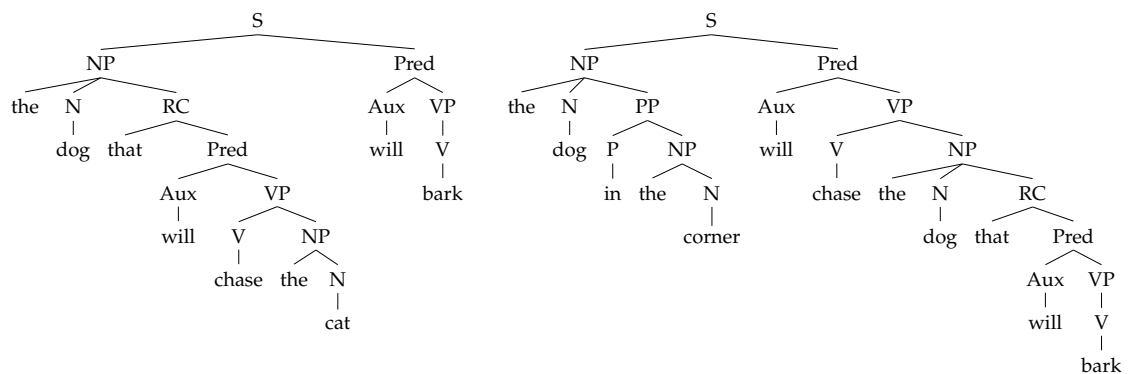 S S
NP Pred NP Pred
the N RC Aux VP the N PP Aux VP
dog that Pred will V dog P NP will V NP
Aux VP bark in the N chase the N RC
will V NP corner dog that Pred
chase the N Aux VP
cat will V
bark